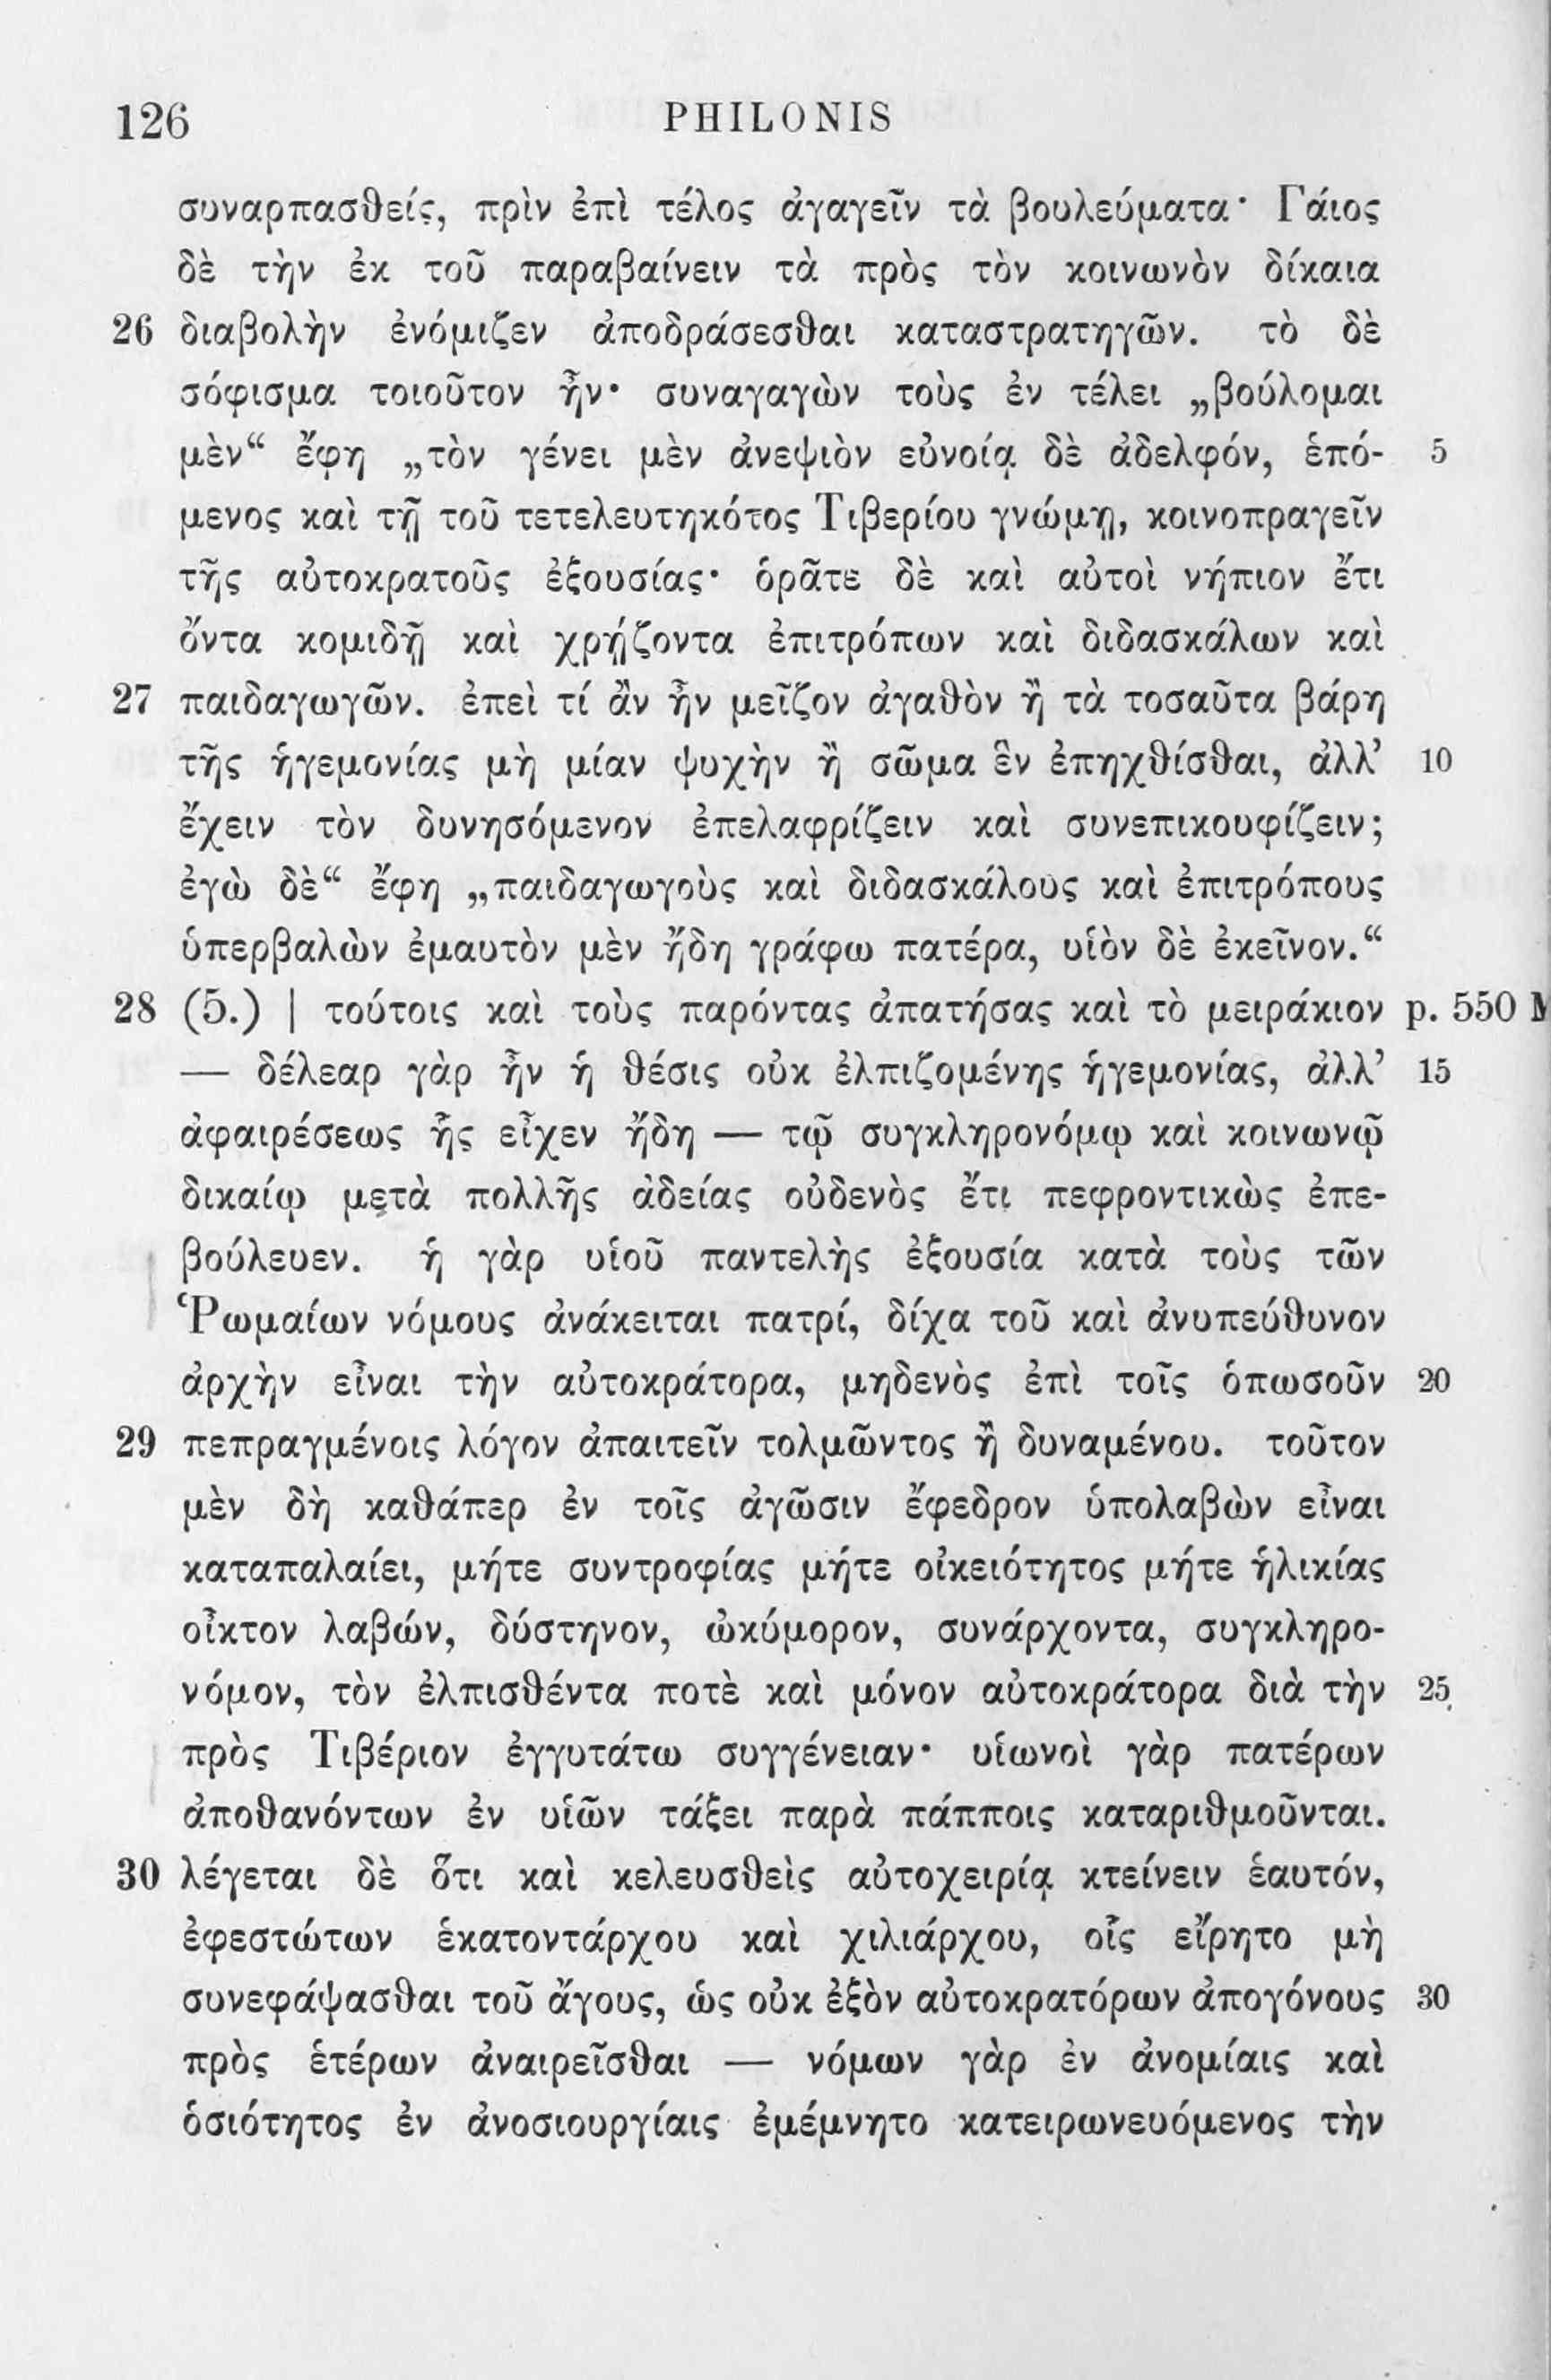 126 PHILONIS
συναρπασθείς, πρὶν ἐπὶ τέλος ἀγαγεῖν τὰ βουλεύματα· Γάιος
δὲ τὴν ἐκ τοῦ παραβαίνειν τὰ πρὸς τὸν κοινωνὸν δίκαια
26 διαβολὴν ἐνόμιζεν ἀποδράσεσθαι καταστρατηγῶν. τὸ δὲ
σόφισμα τοιοῦτον ἦν· συναγαγὼν τοὺς ἐν τέλει „βούλομαι
μὲν“ ἔφη „τὸν γένει μὲν ἀνεψιὸν εὐνοίᾳ δὲ ἀδελφόν, ἑπό- 5
μενος καὶ τῇ τοῦ τετελευτηκότος Τιβερίου γνώμῃ, κοινοπραγεῖν
τῆς αὐτοκρατοῦς ἐξουσίας· ὁρᾶτε δὲ καὶ αὐτοὶ νήπιον ἔτι
ὄντα κομιδῇ καὶ χρῄζοντα ἐπιτρόπων καὶ διδασκάλων καὶ
27 παιδαγωγῶν. ἐπεὶ τί ἂν ἦν μεῖζον ἀγαθὸν ἢ τὰ τοσαῦτα βάρη
τῆς ἡγεμονίας μὴ μίαν ψυχὴν ἢ σῶμα ἓν ἐπηχθίσθαι, ἀλλ’ 10
ἔχειν τὸν δυνησόμενον ἐπελαφρίζειν καὶ συνεπικουφίζειν;
ἐγὼ δὲ“ ἔφη „παιδαγωγοὺς καὶ διδασκάλους καὶ ἐπιτρόπους
ὑπερβαλὼν ἐμαυτὸν μὲν ἤδη γράφω πατέρα, υἱὸν δὲ ἐκεῖνον.“
28 (5.) | τούτοις καὶ τοὺς παρόντας ἀπατήσας καὶ τὸ μειράκιον p. 550 M
— δέλεαρ γὰρ ἦν ἡ θέσις οὐκ ἐλπιζομένης ἡγεμονίας, ἀλλ’ 15
ἀφαιρέσεως ἧς εἶχεν ἤδη — τῷ συγκληρονόμῳ καὶ κοινωνῷ
δικαίῳ μετὰ πολλῆς ἀδείας οὐδενὸς ἔτι πεφροντικὼς ἐπε-
βούλευεν. ἡ γὰρ υἱοῦ παντελὴς ἐξουσία κατὰ τοὺς τῶν
Ῥωμαίων νόμους ἀνάκειται πατρί, δίχα τοῦ καὶ ἀνυπεύθυνον
ἀρχὴν εἶναι τὴν αὐτοκράτορα, μηδενὸς ἐπὶ τοῖς ὁπωσοῦν 20
29 πεπραγμένοις λόγον ἀπαιτεῖν τολμῶντος ἢ δυναμένου. τοῦτον
μὲν δὴ καθάπερ ἐν τοῖς ἀγῶσιν ἔφεδρον ὑπολαβὼν εἶναι
καταπαλαίει, μήτε συντροφίας μήτε οἰκειότητος μήτε ἡλικίας
οἶκτον λαβών, δύστηνον, ὠκύμορον, συνάρχοντα, συγκληρο-
νόμον, τὸν ἐλπισθέντα ποτὲ καὶ μόνον αὐτοκράτορα διὰ τὴν 25
πρὸς Τιβέριον ἐγγυτάτω συγγένειαν· υἱωνοὶ γὰρ πατέρων
ἀποθανόντων ἐν υἱῶν τάξει παρὰ πάπποις καταριθμοῦνται.
30 λέγεται δὲ ὅτι καὶ κελευσθεὶς αὐτοχειρίᾳ κτείνειν ἑαυτόν,
ἐφεστώτων ἑκατοντάρχου καὶ χιλιάρχου, οἷς εἴρητο μὴ
συνεφάψασθαι τοῦ ἄγους, ὡς οὐκ ἐξὸν αὐτοκρατόρων ἀπογόνους 30
πρὸς ἑτέρων ἀναιρεῖσθαι — νόμων γὰρ ἐν ἀνομίαις καὶ
ὁσιότητος ἐν ἀνοσιουργίαις ἐμέμνητο κατειρωνευόμενος τὴν